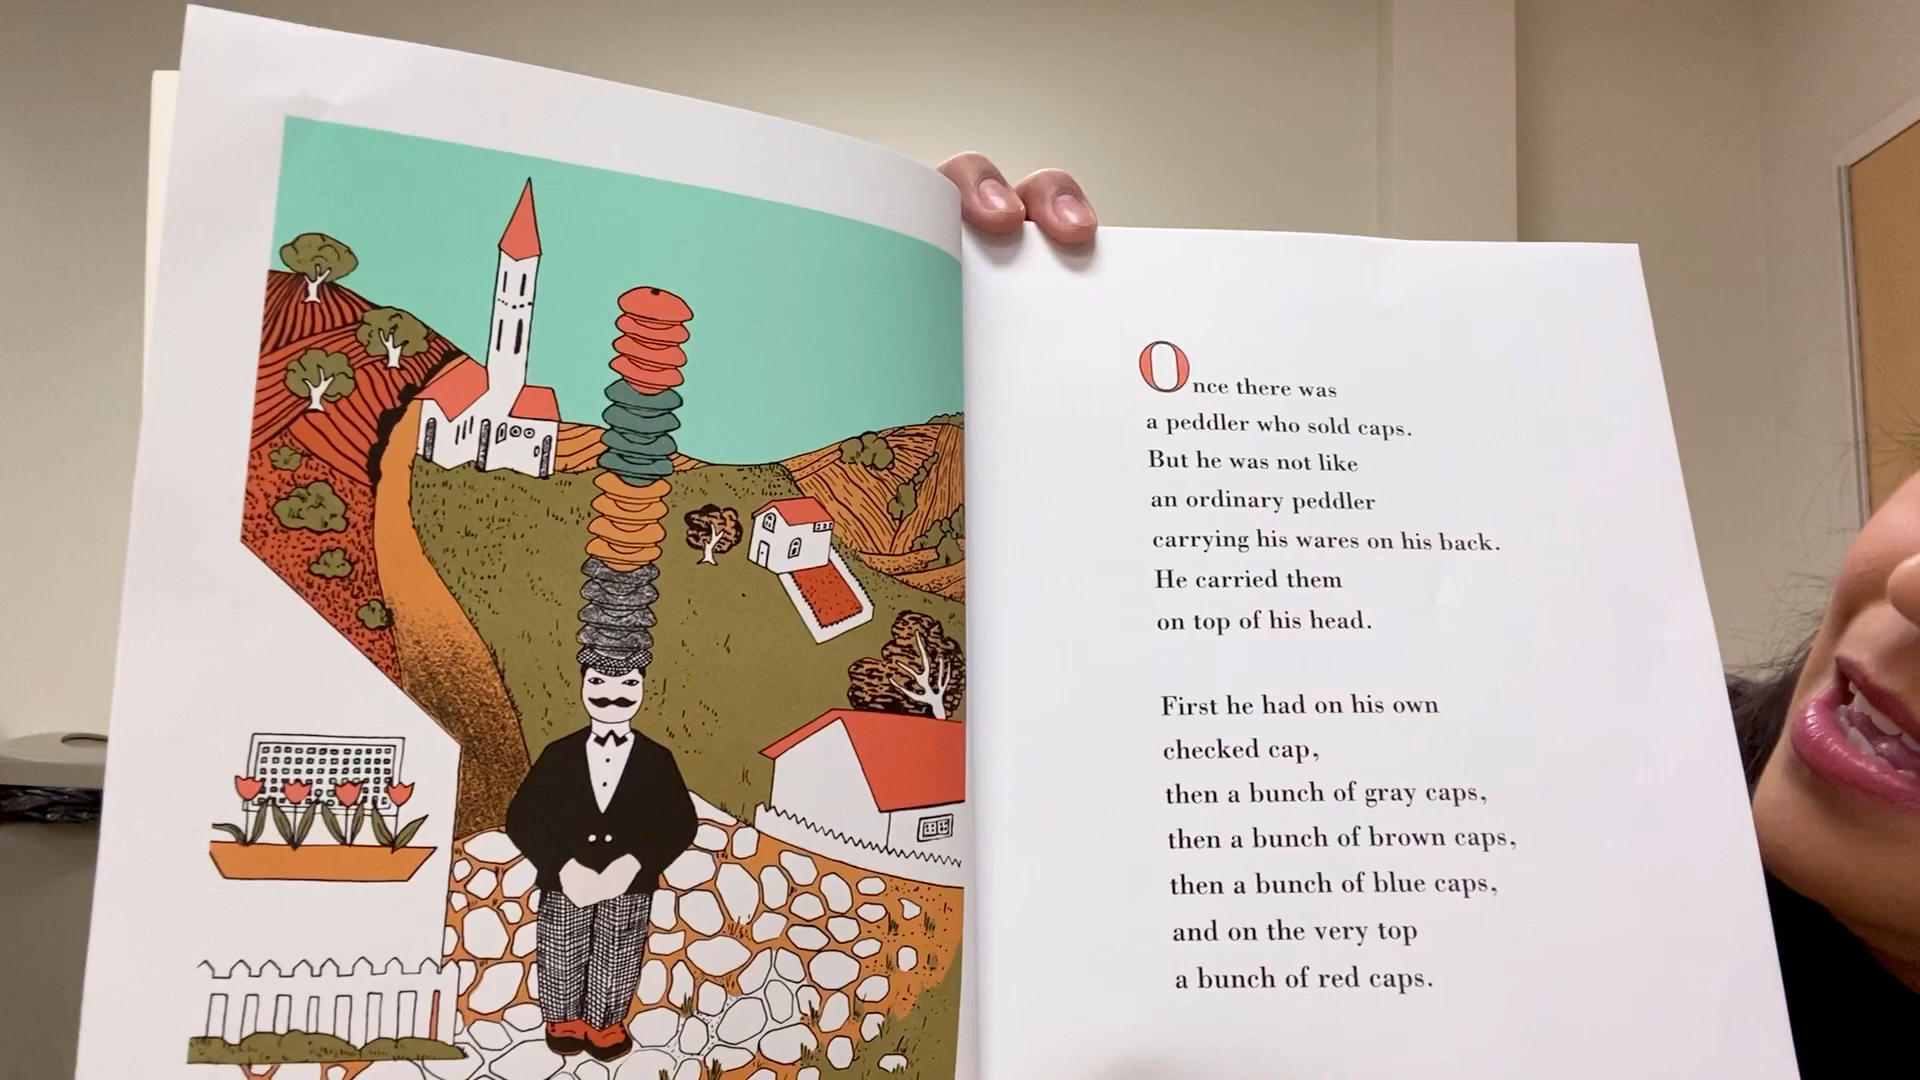 Once there was
a peddler who sold caps.
But he was not like
an ordinary peddler
carrying his wares on his back.
He carried them
on top of his head.
First he had on his own
checked cap,
then a bunch of gray caps,
then a bunch of brown caps,
then a bunch of blue caps,
and on the very top
a bunch of red caps.